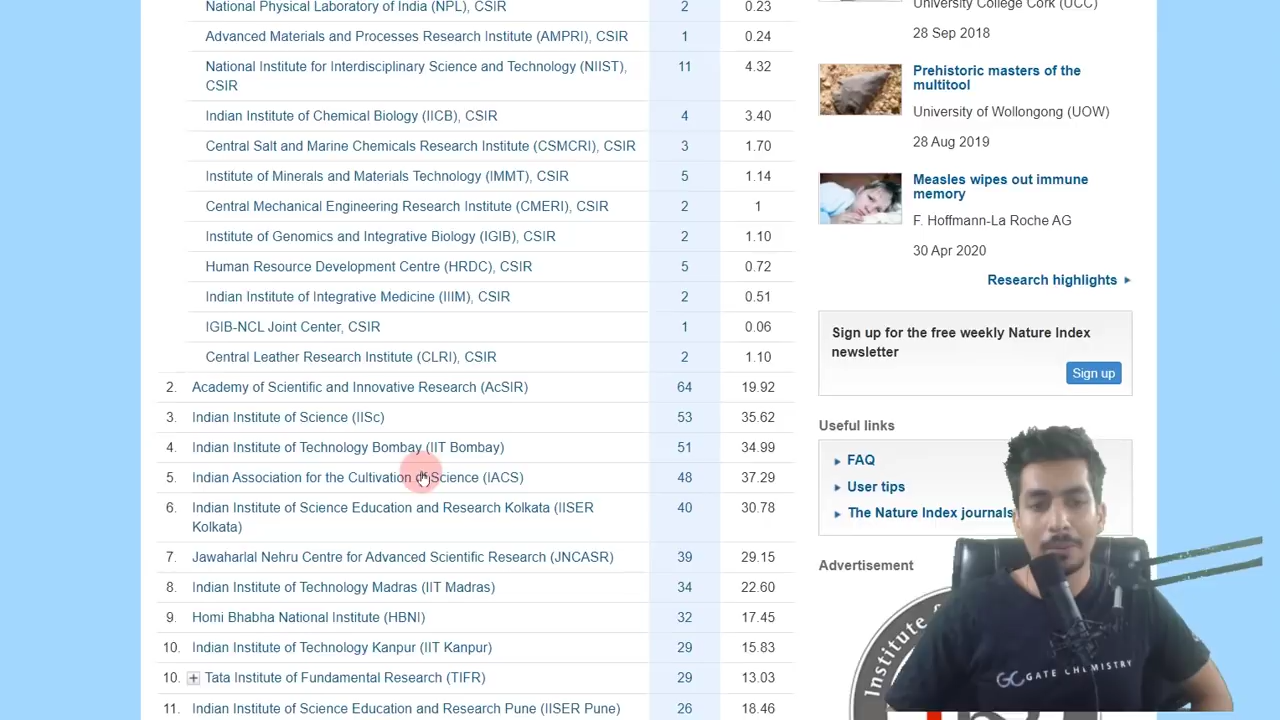 National Physical Laboratory of India (NPL), CSIR 2 0.23
Advanced Materials and Processes Research Institute (AMPRI), CSIR 1 0.24
National Institute for Interdisciplinary Science and Technology (NIIST),
CSIR 11 4.32
Indian Institute of Chemical Biology (IICB), CSIR 4 3.40
Central Salt and Marine Chemicals Research Institute (CSMCRI), CSIR 3 1.70
Institute of Minerals and Materials Technology (IMMT), CSIR 5 1.14
Central Mechanical Engineering Research Institute (CMERI), CSIR 2 1
Institute of Genomics and Integrative Biology (IGIB), CSIR 2 1.10
Human Resource Development Centre (HRDC), CSIR 5 0.72
Indian Institute of Integrative Medicine (IIIM), CSIR 2 0.51
IGIB-NCL Joint Center, CSIR 1 0.06
Central Leather Research Institute (CLRI), CSIR 2 1.10
2. Academy of Scientific and Innovative Research (AcSIR) 64 19.92
3. Indian Institute of Science (IISc) 53 35.62
4. Indian Institute of Technology Bombay (IIT Bombay) 51 34.99
5. Indian Association for the Cultivation of Science (IACS) 48 37.29
6. Indian Institute of Science Education and Research Kolkata (IISER
Kolkata) 40 30.78
7. Jawaharlal Nehru Centre for Advanced Scientific Research (JNCASR) 39 29.15
8. Indian Institute of Technology Madras (IIT Madras) 34 22.60
9. Homi Bhabha National Institute (HBNI) 32 17.45
10. Indian Institute of Technology Kanpur (IIT Kanpur) 29 15.83
10. Tata Institute of Fundamental Research (TIFR) 29 13.03
11. Indian Institute of Science Education and Research Pune (IISER Pune) 26 18.46
University College Cork (UCC)
28 Sep 2018
Prehistoric masters of the
multitool
University of Wollongong (UOW)
28 Aug 2019
Measles wipes out immune
memory
F. Hoffmann-La Roche AG
30 Apr 2020
Research highlights
Sign up for the free weekly Nature Index
newsletter
Sign up
Useful links
FAQ
User tips
The Nature Index journals
Advertisement
Institute
GC GATE CHEMISTRY